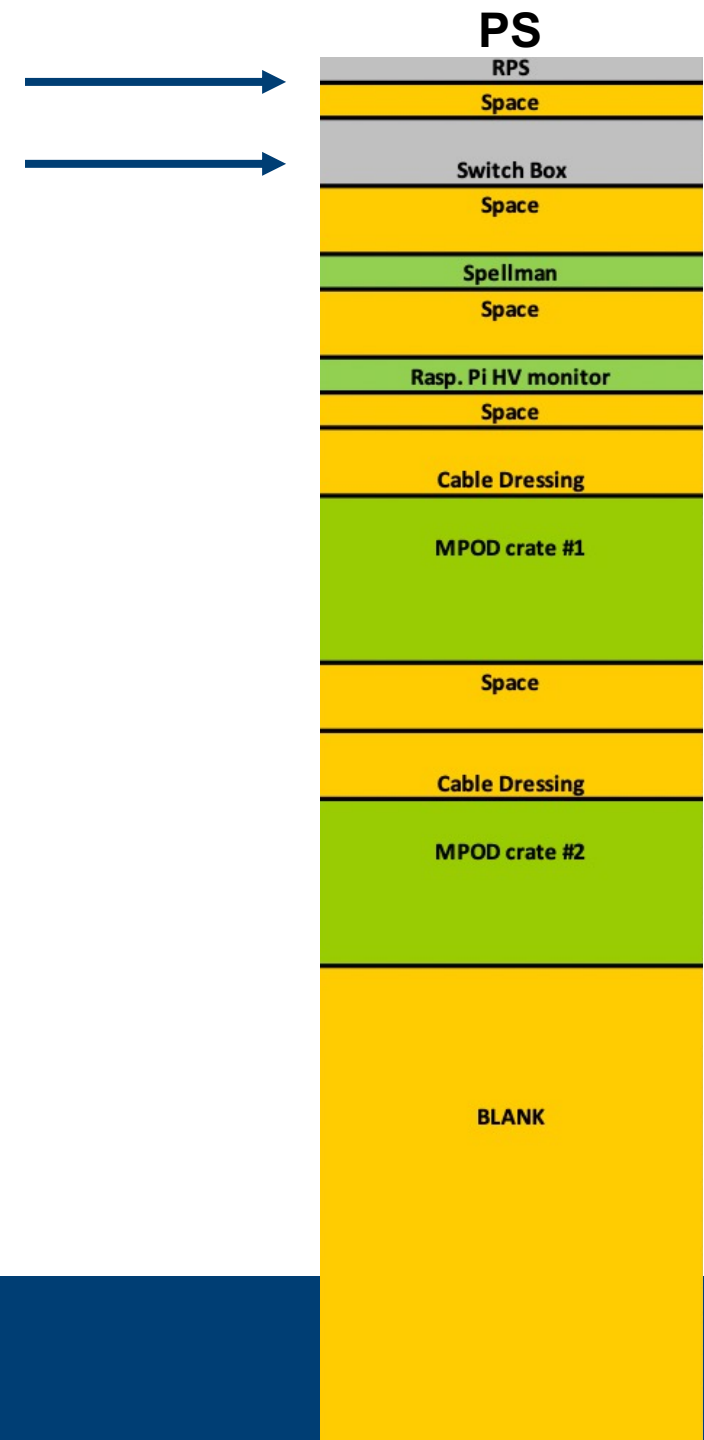 PS
RPS
Space
Switch Box
Space
Spellman
Space
Rasp. Pi HV monitor
Space
Cable Dressing
MPOD crate #1
Space
Cable Dressing
MPOD crate #2
BLANK